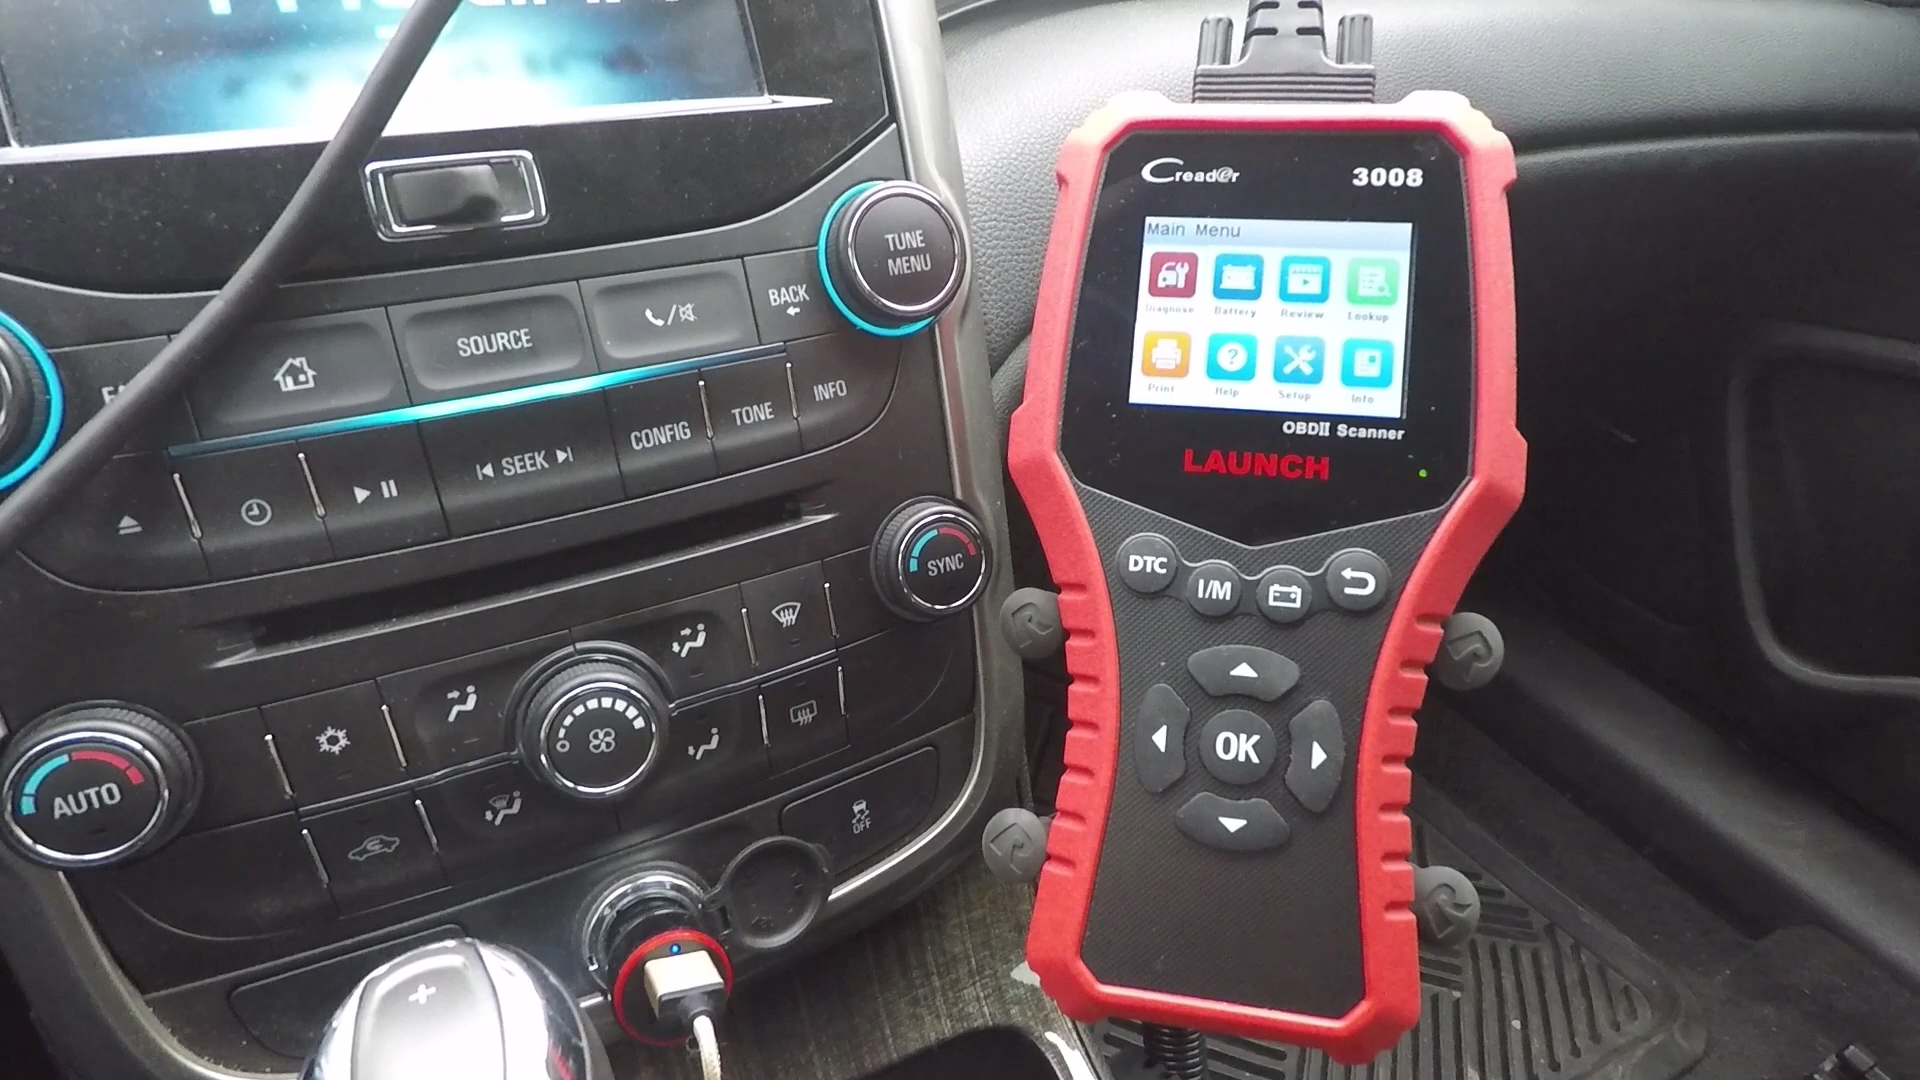 TUNE
MENU
BACK
SOURCE
INFO
TONE
CONFIG
SEEK
SYNC
AUTO
OFF
+
Creader
3008
Main Menu
Diagnose Battery Review Lookup
Print Help Setup Info
OBDII Scanner
LAUNCH
DTC
I/M
OK